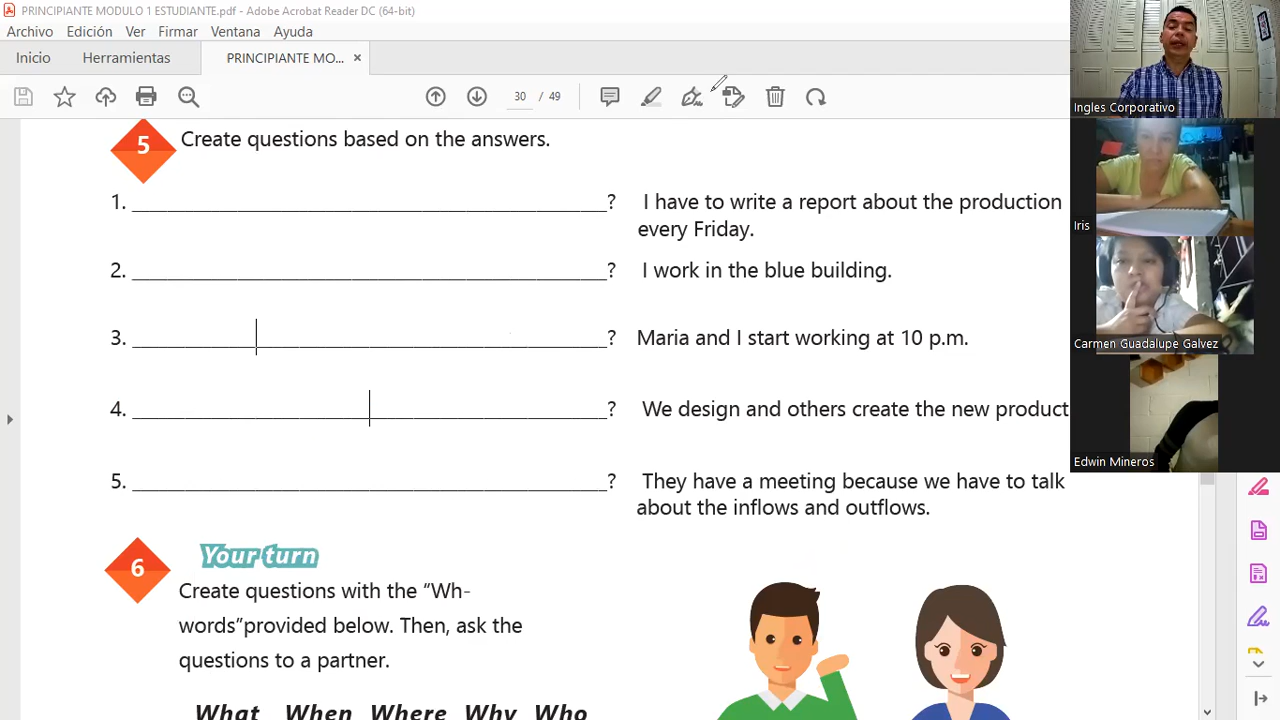 PRINCIPIANTE MODULO 1 ESTUDIANTE.pdf - Adobe Acrobat Reader DC (64-bit)
Archivo Edición Ver Firmar Ventana Ayuda
Inicio Herramientas PRINCIPIANTE MO... ×
30 / 49
5 Create questions based on the answers.
1. ______? I have to write a report about the production
every Friday.
2. ______? I work in the blue building.
3. ______? Maria and I start working at 10 p.m.
4. ______? We design and others create the new product
5. ______? They have a meeting because we have to talk
about the inflows and outflows.
6 Your turn
Create questions with the “Wh-
words”provided below. Then, ask the
questions to a partner.
What When Where Why Who
Ingles Corporativo
Iris
Carmen Guadalupe Galvez
Edwin Mineros